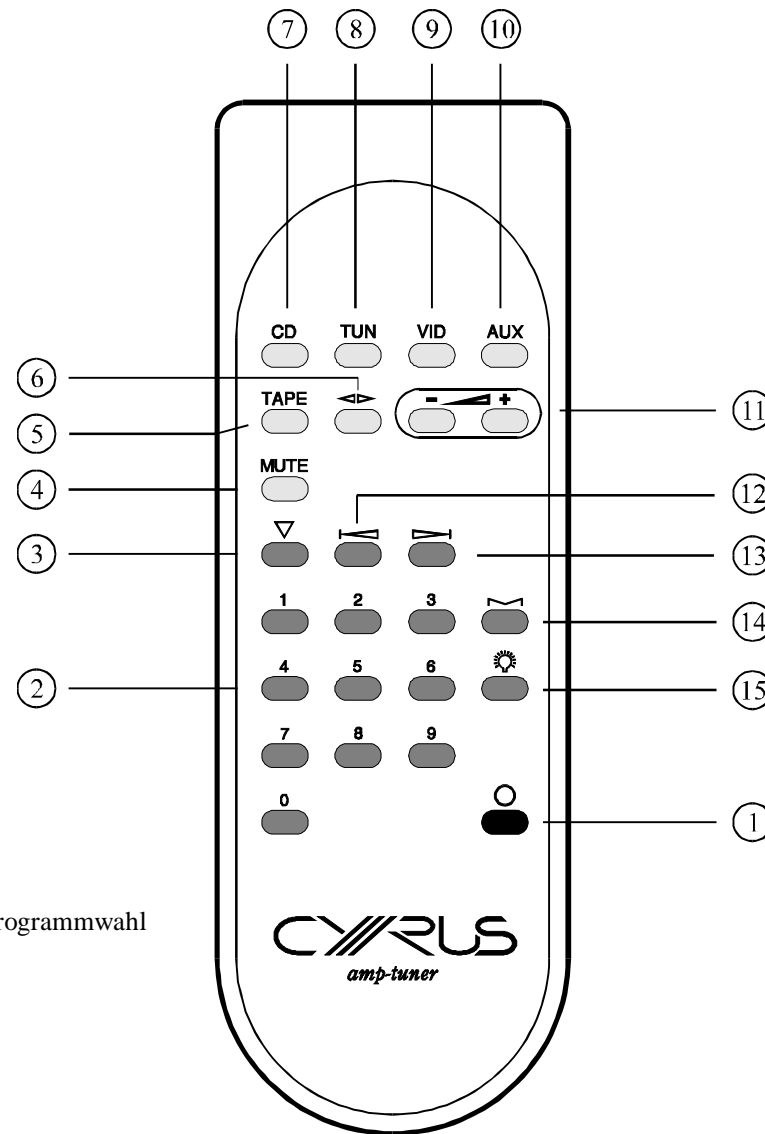 7 8 9 10
CD TUN VID AUX
6
TAPE - +
11
5
MUTE
4
12
3
13
1 2 3
14
4 5 6
2
15
7 8 9
0
1
rogrammwahl
CYRUS
amp-tuner